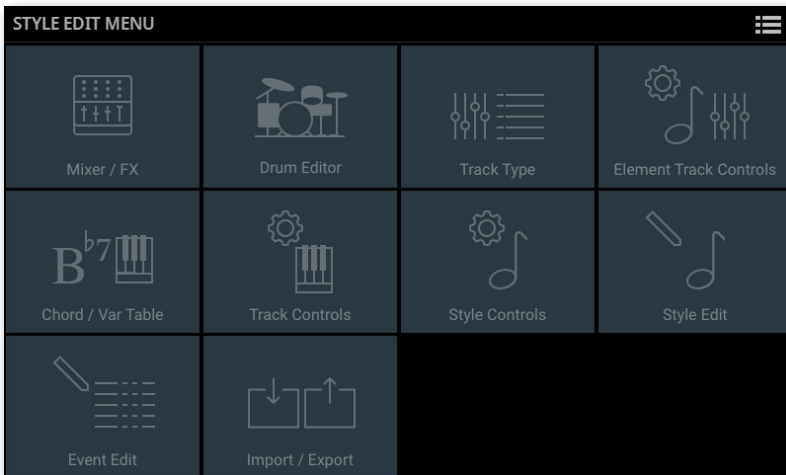 STYLE EDIT MENU
Mixer / FX
Drum Editor
Track Type
Element Track Controls
B♭7
Chord / Var Table
Track Controls
Style Controls
Style Edit
Event Edit
Import / Export